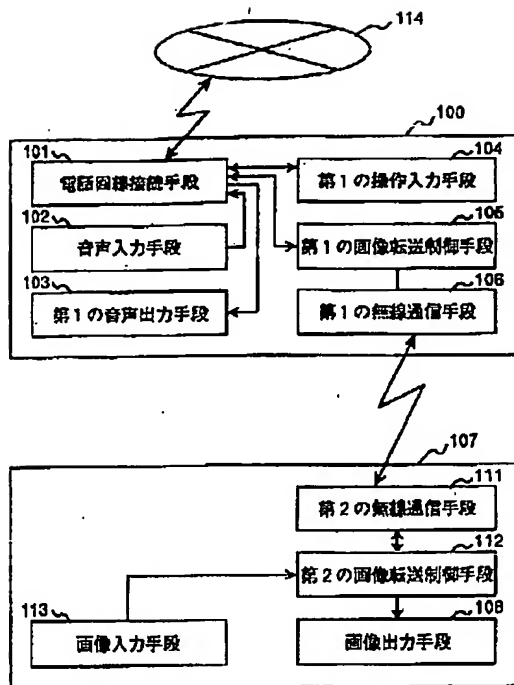 114
100
101
電話回線接続手段
104
第1の操作入力手段
102
音声入力手段
105
第1の画像転送制御手段
103
第1の音声出力手段
106
第1の無線通信手段
107
111
第2の無線通信手段
112
第2の画像転送制御手段
113
画像入力手段
108
画像出力手段